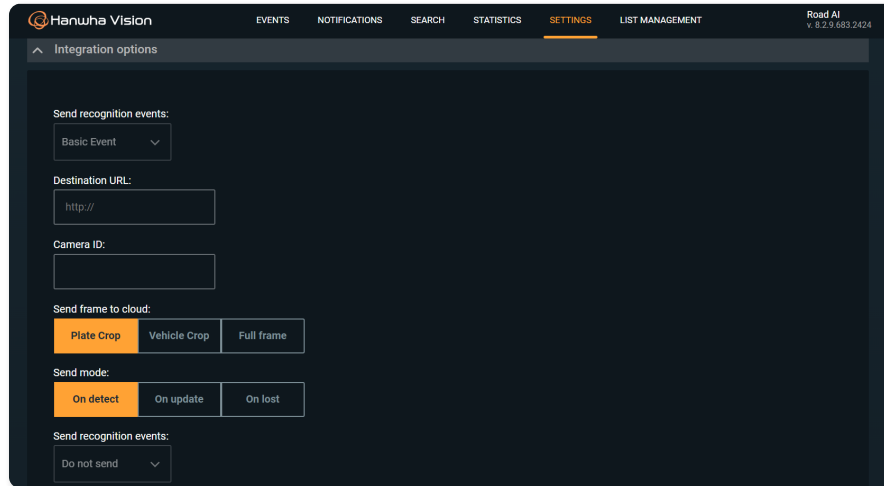 Hanwha Vision EVENTS NOTIFICATIONS SEARCH STATISTICS SETTINGS LIST MANAGEMENT Road AI
v. 8.2.9.683.2424
Integration options
Send recognition events:
Basic Event
Destination URL:
http://
Camera ID:
Send frame to cloud:
Plate Crop Vehicle Crop Full frame
Send mode:
On detect On update On lost
Send recognition events:
Do not send